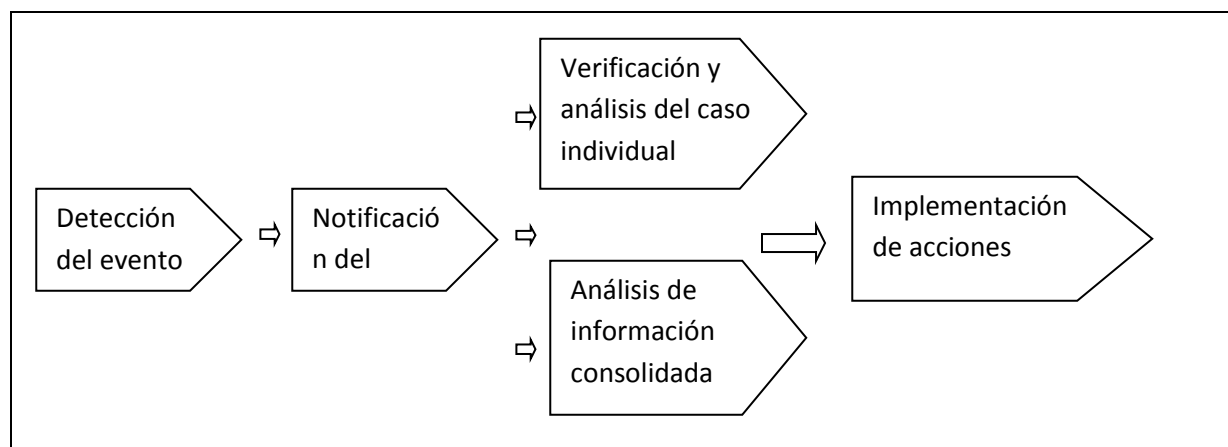 Detección
del evento
Notificació
n del
Verificación y
análisis del caso
individual
Análisis de
información
consolidada
Implementación
de acciones